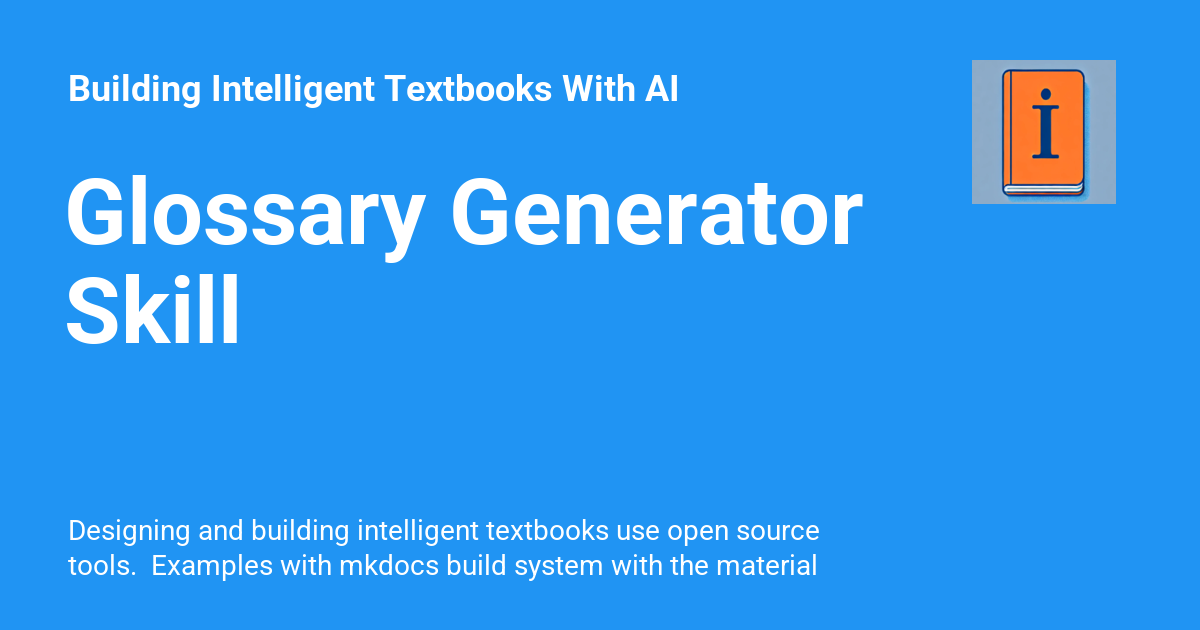 Building Intelligent Textbooks With AI
i
Glossary Generator
Skill
Designing and building intelligent textbooks use open source
tools.  Examples with mkdocs build system with the material